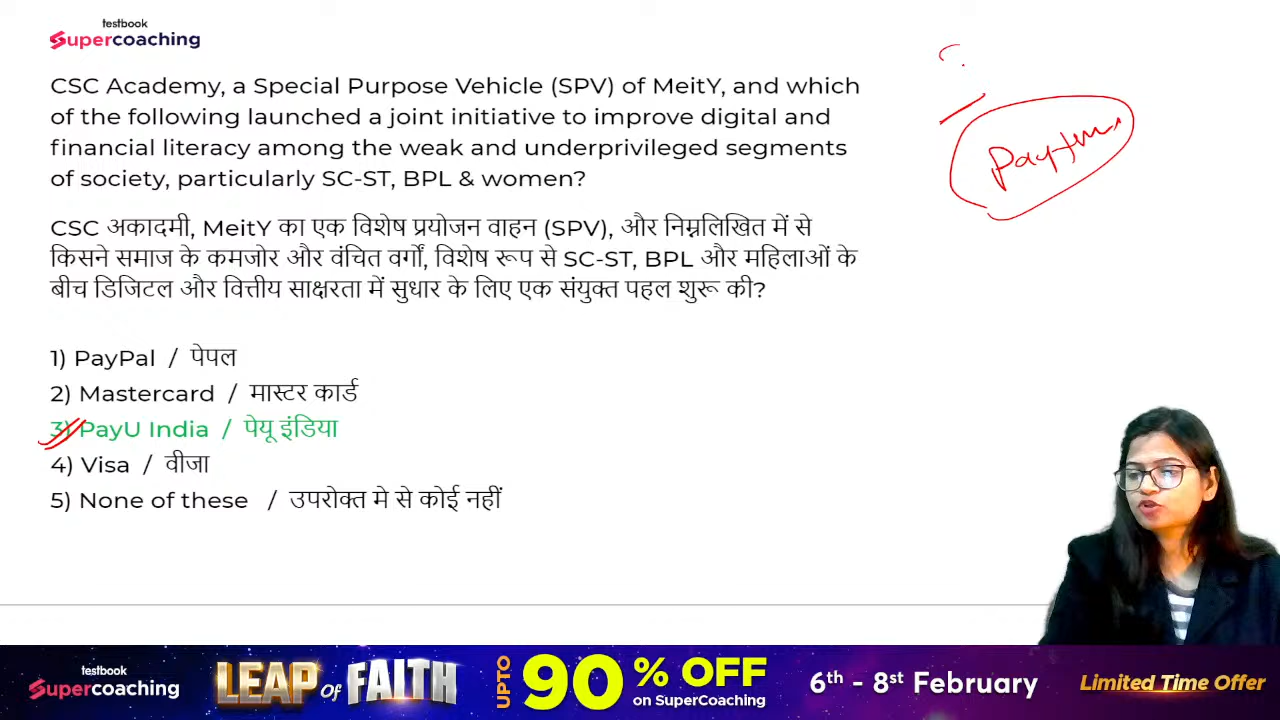 testbook
Supercoaching
CSC Academy, a Special Purpose Vehicle (SPV) of MeitY, and which
of the following launched a joint initiative to improve digital and
financial literacy among the weak and underprivileged segments
of society, particularly SC-ST, BPL & women?
CSC अकादमी, MeitY का एक विशेष प्रयोजन वाहन (SPV), और निम्नलिखित में से
किसने समाज के कमजोर और वंचित वर्गों, विशेष रूप से SC-ST, BPL और महिलाओं के
बीच डिजिटल और वित्तीय साक्षरता में सुधार के लिए एक संयुक्त पहल शुरू की?
1) PayPal / पेपल
2) Mastercard / मास्टर कार्ड
3) PayU India / पेयू इंडिया
4) Visa / वीजा
5) None of these / उपरोक्त मे से कोई नहीं
Paytm
testbook
Supercoaching
LEAP Of FAITH
UPTO 90% OFF
on SuperCoaching
6th - 8st February
Limited Time Offer